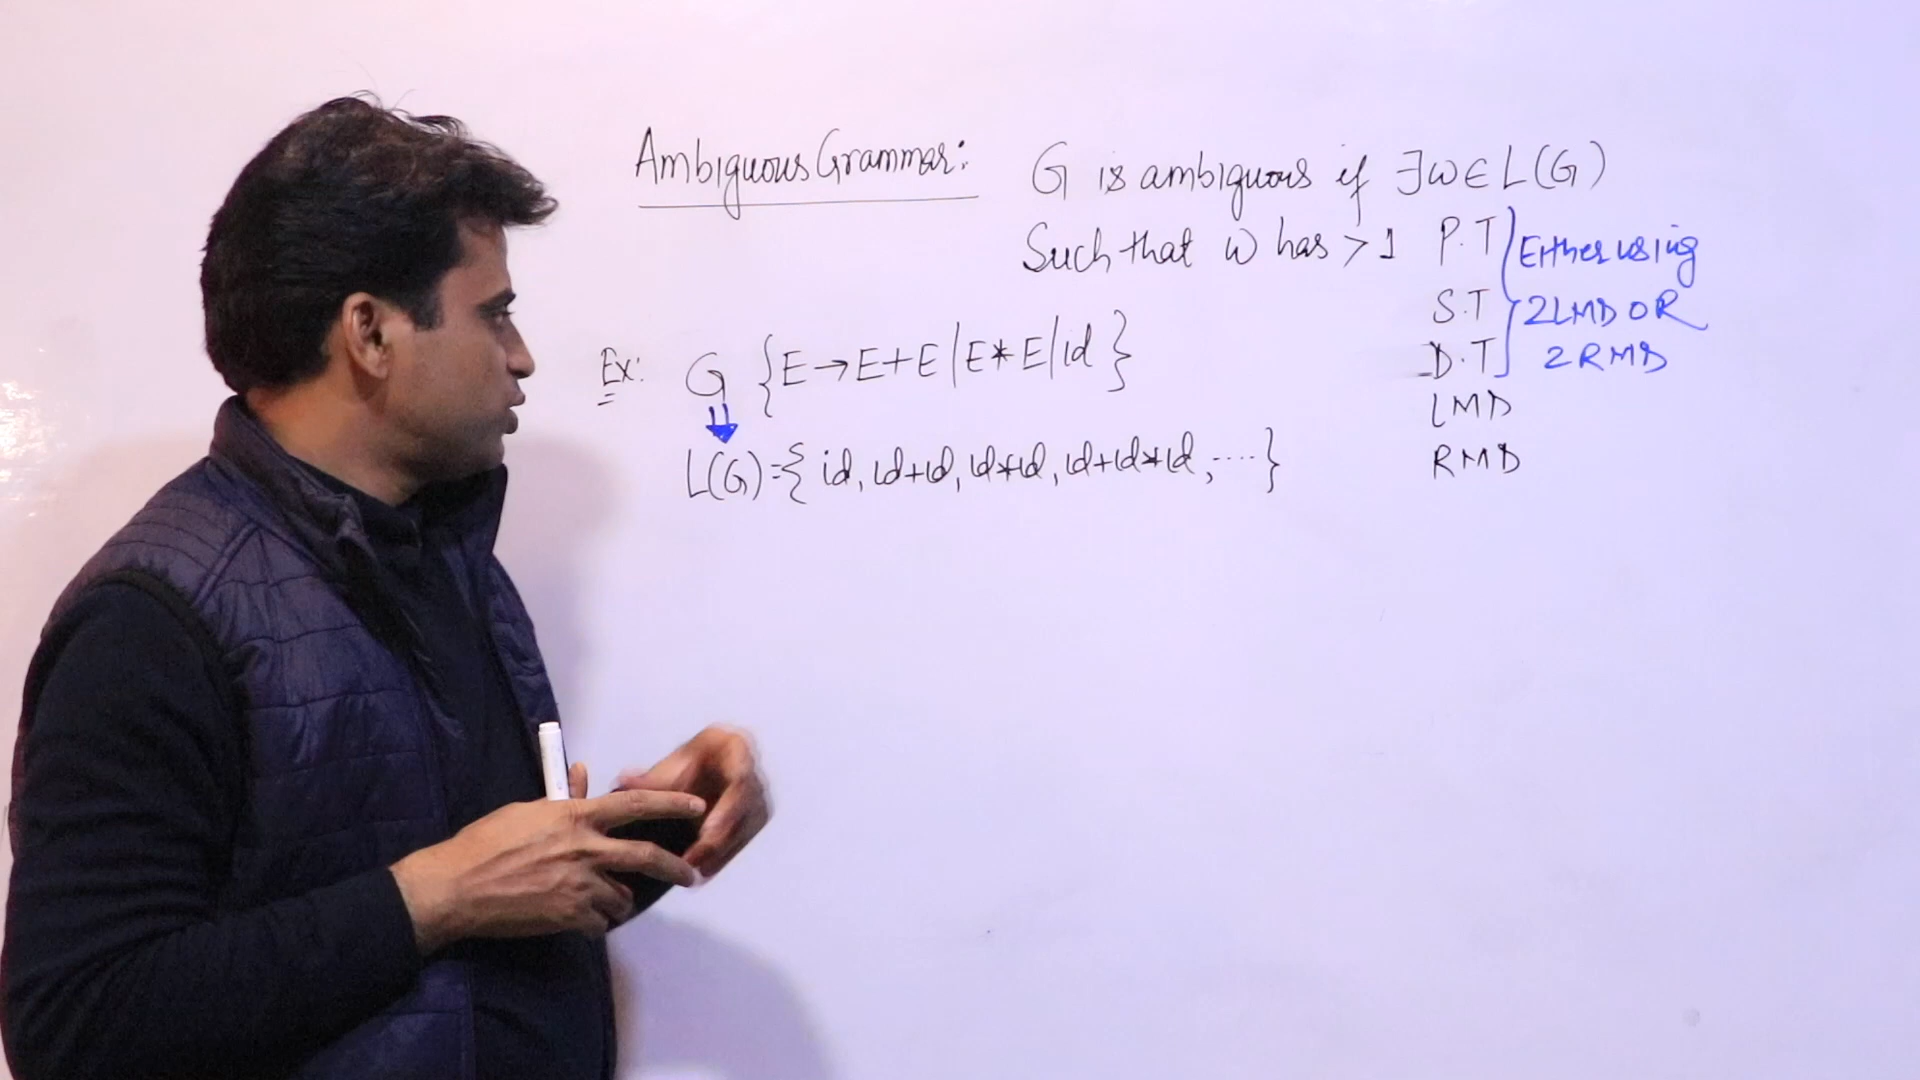 Ambiguous Grammar: G is ambiguous if ∃ω∈L(G)
Such that ω has > 1 P.T
S.T
D.T
LMD
RMD
Either using
2LMD OR
2RMD
Ex: G {E→E+E|E*E|id}
L(G)={id, id+id, id*id, id+id*id, ....}